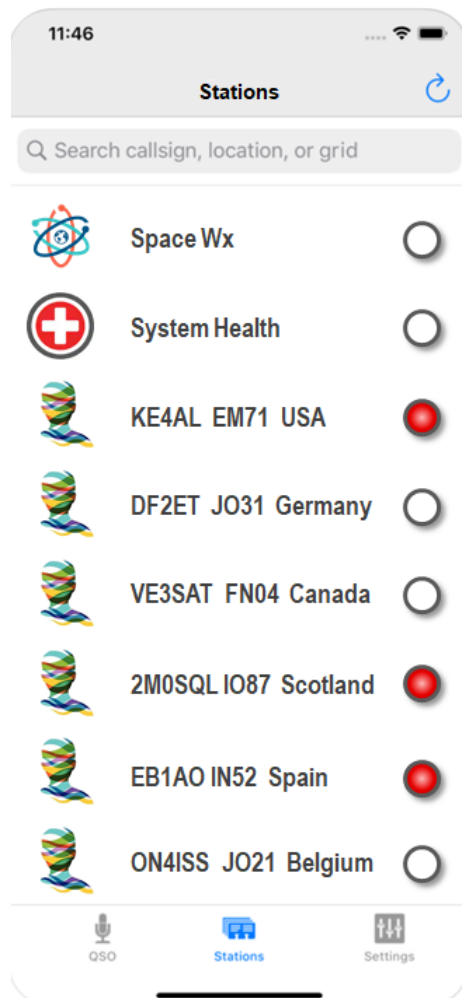 11:46
Stations
Search callsign, location, or grid
Space Wx
System Health
KE4AL EM71 USA
DF2ET JO31 Germany
VE3SAT FN04 Canada
2M0SQL IO87 Scotland
EB1AO IN52 Spain
ON4ISS JO21 Belgium
QSO Stations Settings